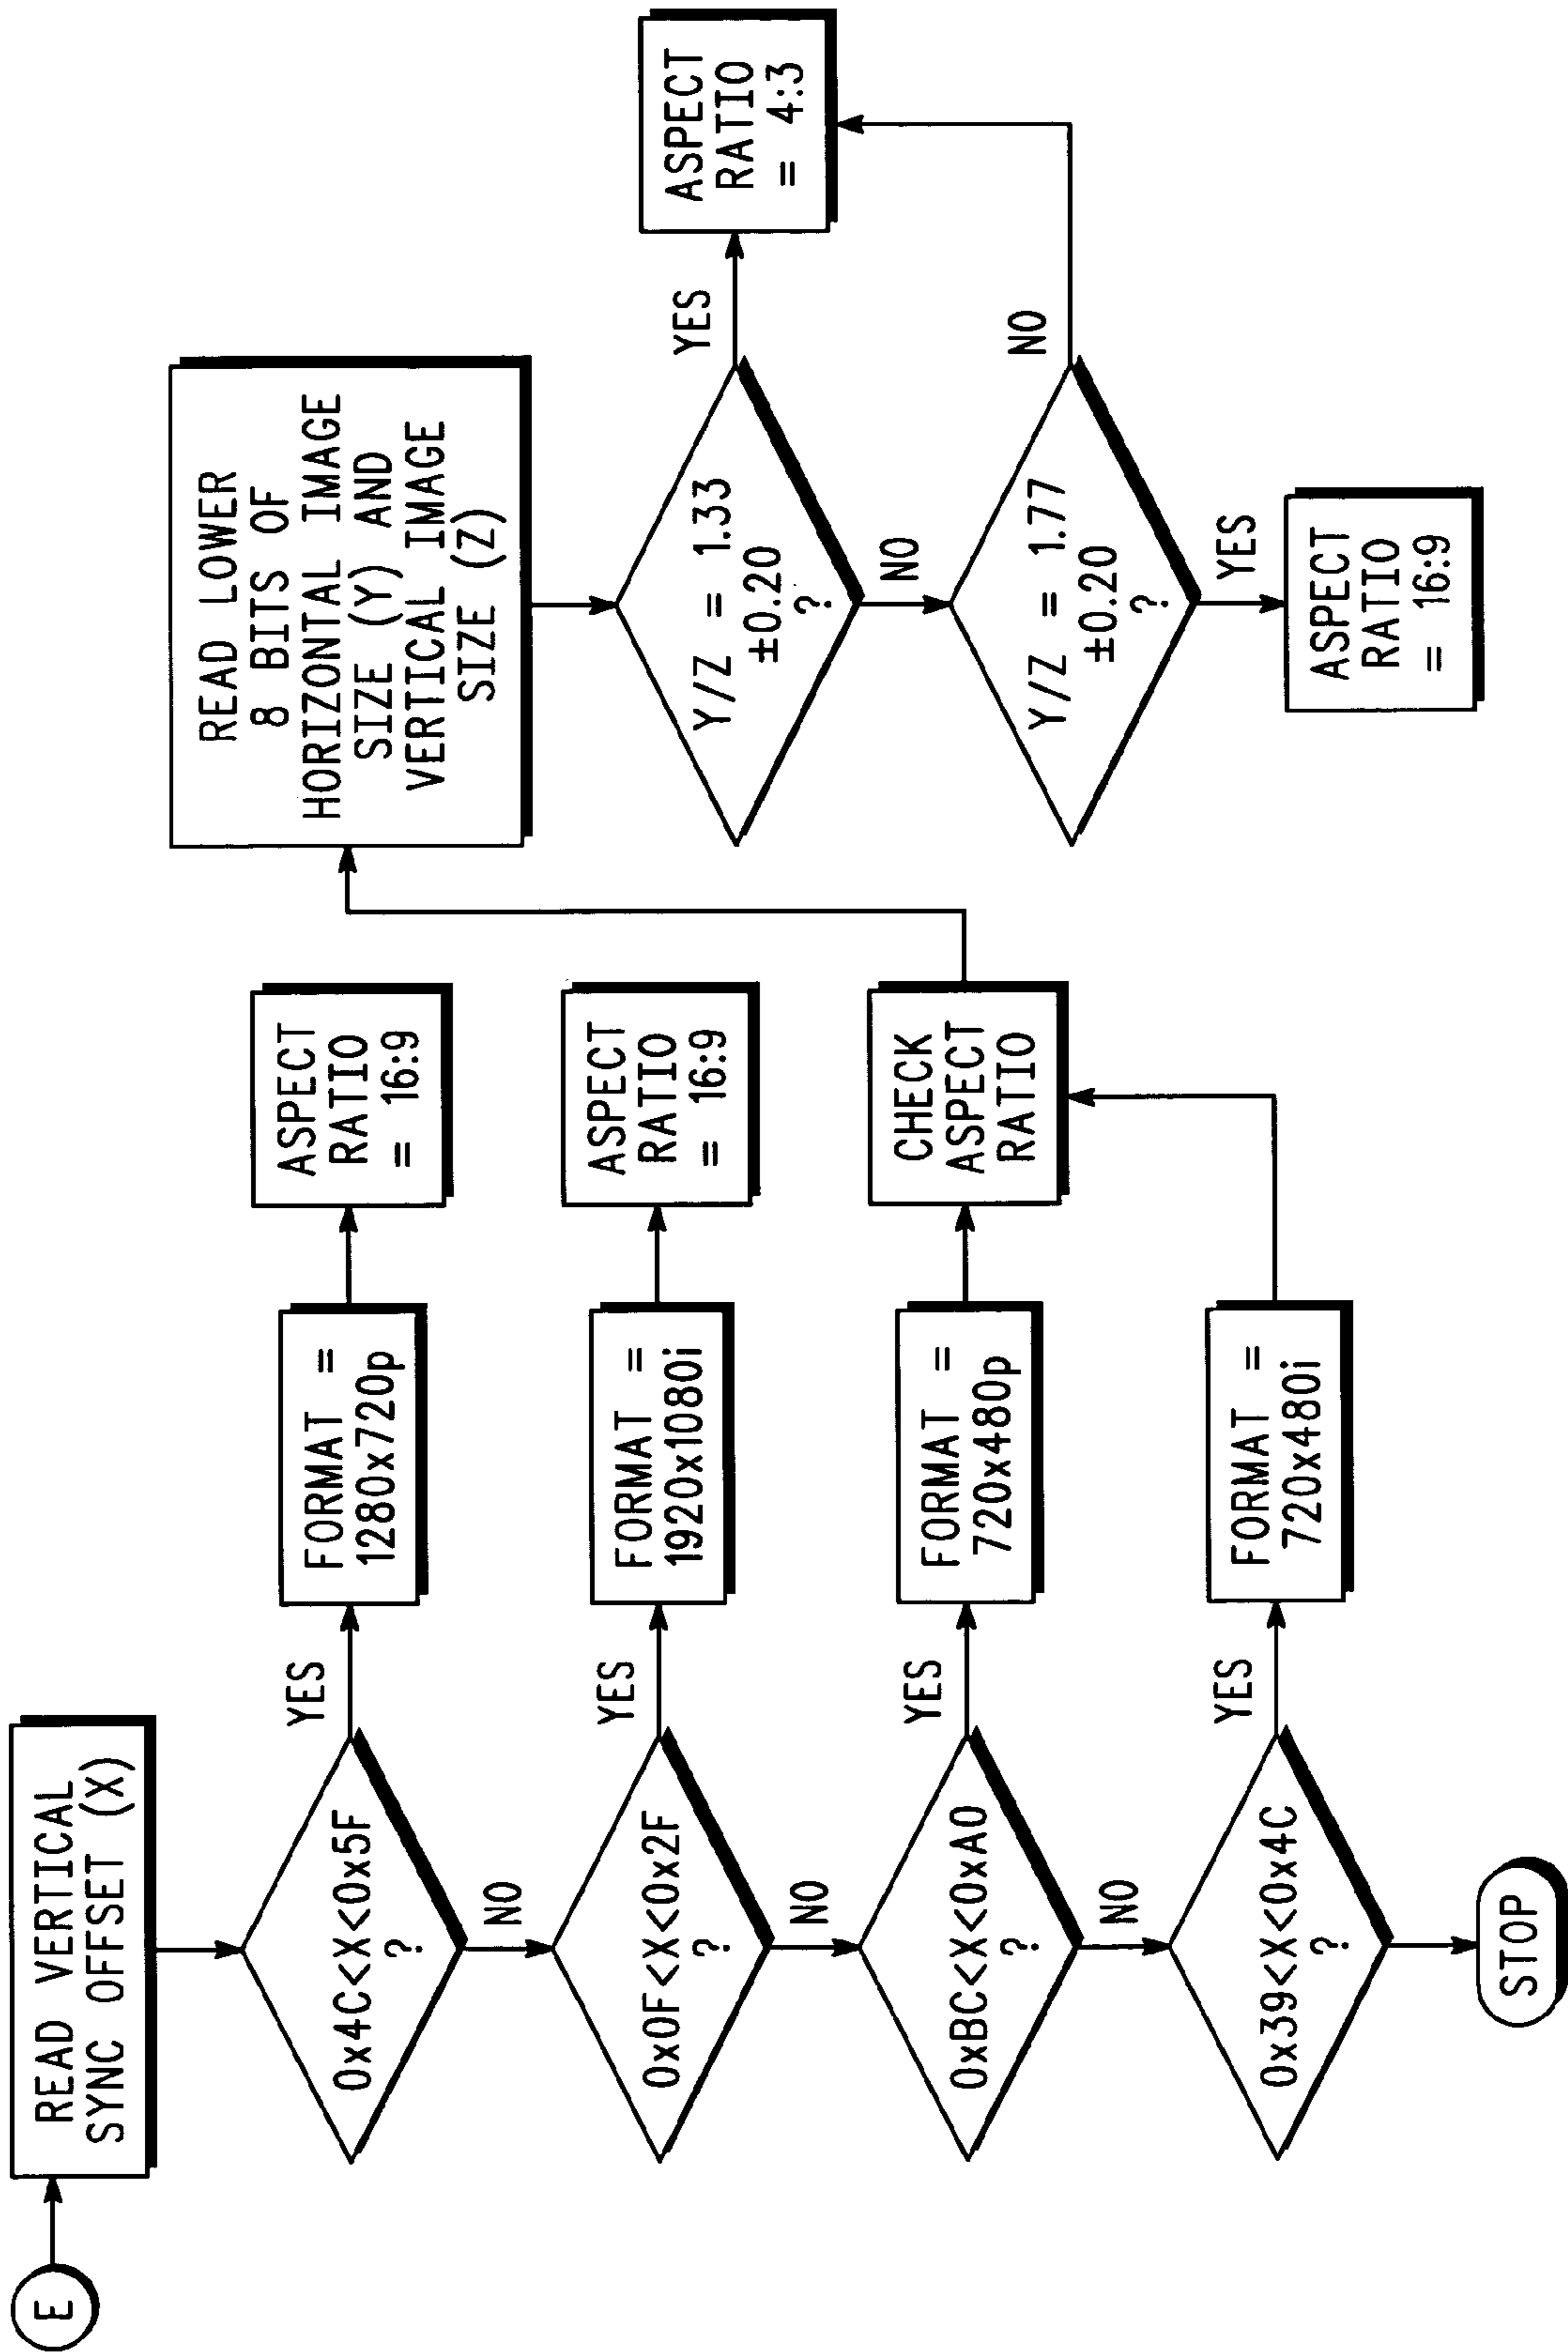 E
READ VERTICAL
SYNC OFFSET (X)
0x4C<X<0x5F
?
YES
FORMAT =
1280x720p
ASPECT
RATIO
= 16:9
NO
0x0F<X<0x2F
?
YES
FORMAT =
1920x1080i
ASPECT
RATIO
= 16:9
NO
0xBC<X<0xA0
?
YES
FORMAT =
720x480p
CHECK
ASPECT
RATIO
NO
0x39<X<0x4C
?
YES
FORMAT =
720x480i
STOP
READ LOWER
8 BITS OF
HORIZONTAL IMAGE
SIZE (Y) AND
VERTICAL IMAGE
SIZE (Z)
Y/Z = 1.33
±0.20
?
YES
ASPECT
RATIO
= 4:3
NO
Y/Z = 1.77
±0.20
?
NO
YES
ASPECT
RATIO
= 16:9